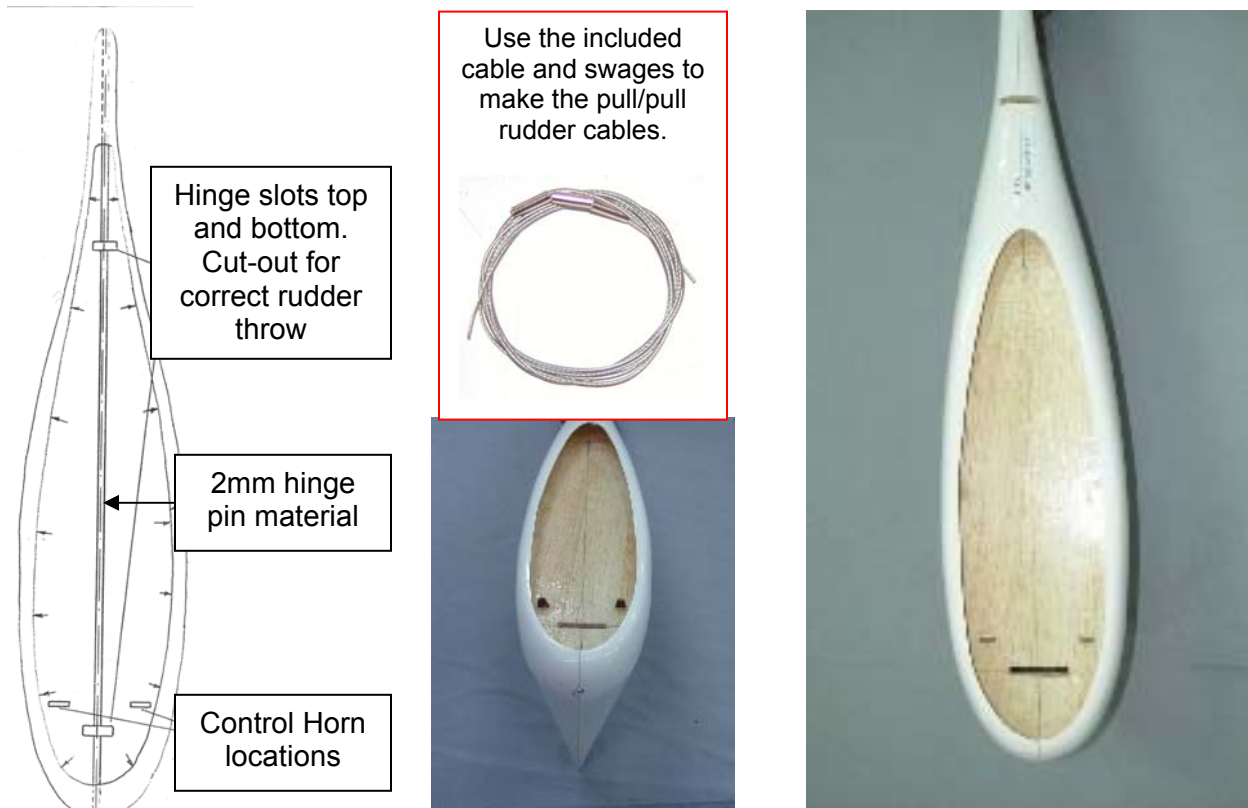 Hinge slots top
and bottom.
Cut-out for
correct rudder
throw
2mm hinge
pin material
Control Horn
locations
Use the included
cable and swages to
make the pull/pull
rudder cables.